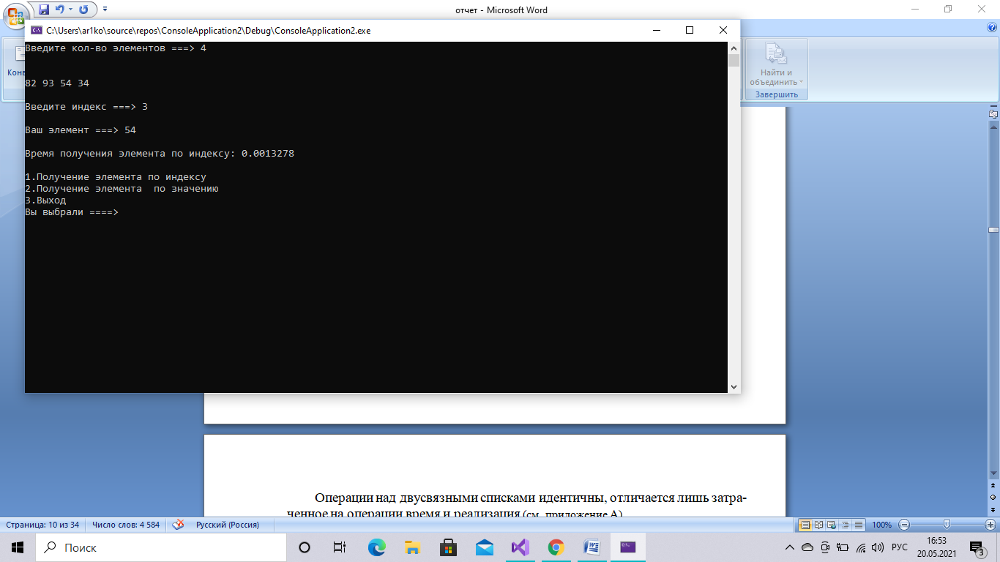 отчет - Microsoft Word
C:\Users\ar1ko\source\repos\ConsoleApplication2\Debug\ConsoleApplication2.exe
Введите кол-во элементов ===> 4
82 93 54 34
Введите индекс ===> 3
Ваш элемент ===> 54
Время получения элемента по индексу: 0.0013278
1.Получение элемента по индексу
2.Получение элемента  по значению
3.Выход
Вы выбрали ====>
Найти и
объединить
Завершить
Операции над двусвязными списками идентичны, отличается лишь затра-
ченное на операции время и реализация (см. приложение А)
Страница: 10 из 34 Число слов: 4 584 Русский (Россия) 100%
Поиск
РУС
16:53
20.05.2021
3